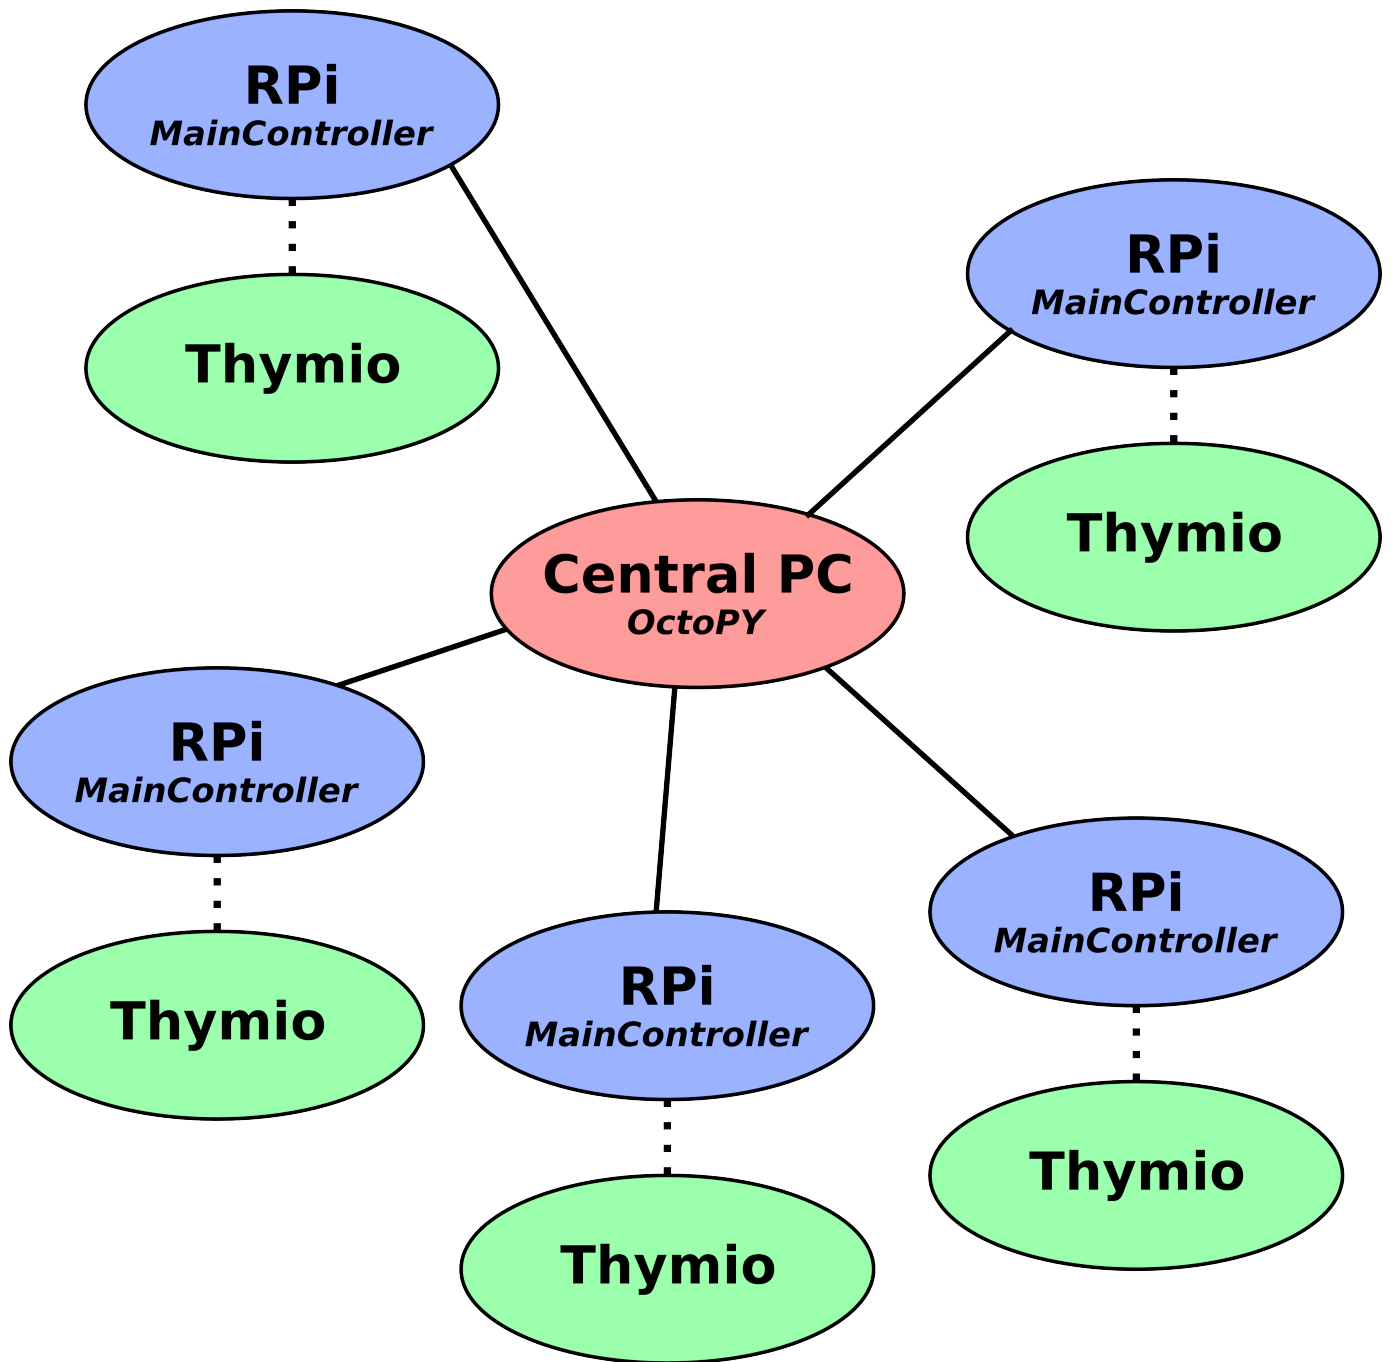 RPi
MainController
Thymio
RPi
MainController
Thymio
Central PC
OctoPY
RPi
MainController
Thymio
RPi
MainController
Thymio
RPi
MainController
Thymio